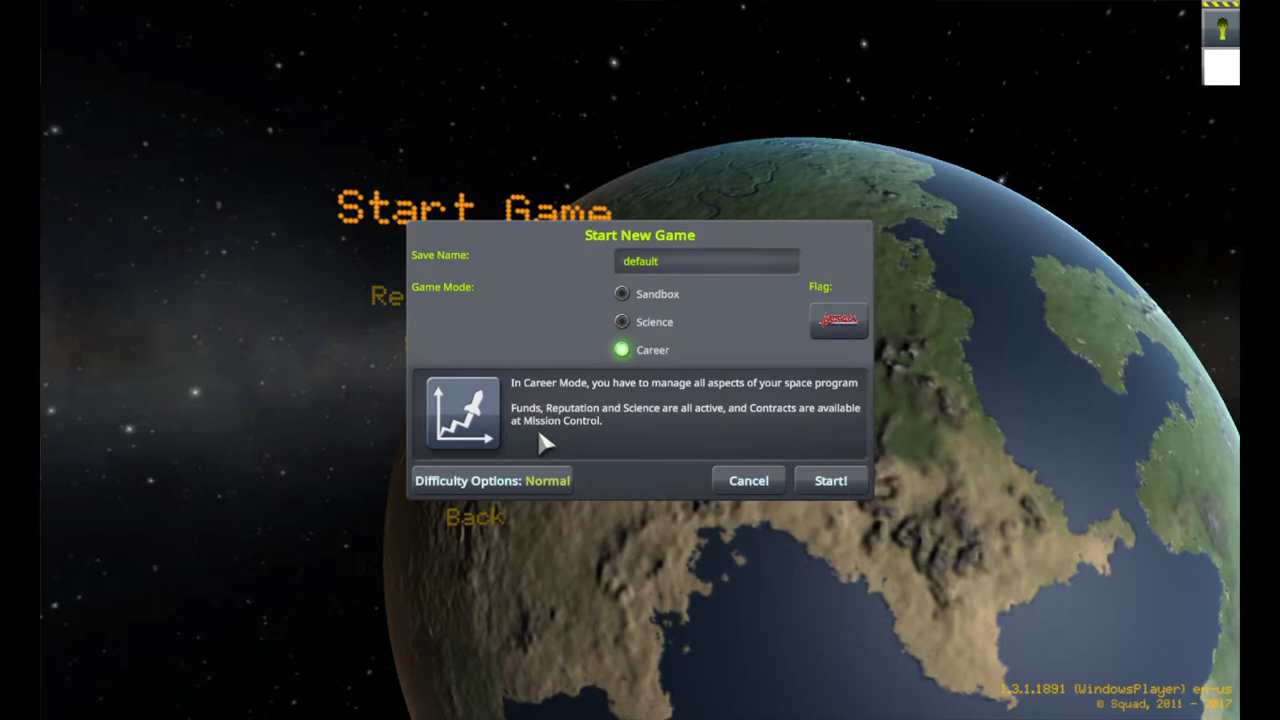 Start Game
Start New Game
Save Name:
default
Game Mode:
Sandbox
Flag:
Science
Career
In Career Mode, you have to manage all aspects of your space program
Funds, Reputation and Science are all active, and Contracts are available
at Mission Control.
Difficulty Options: Normal
Cancel
Start!
Back
1.3.1.1891 (WindowsPlayer) en-us
© Squad, 2011 - 2017